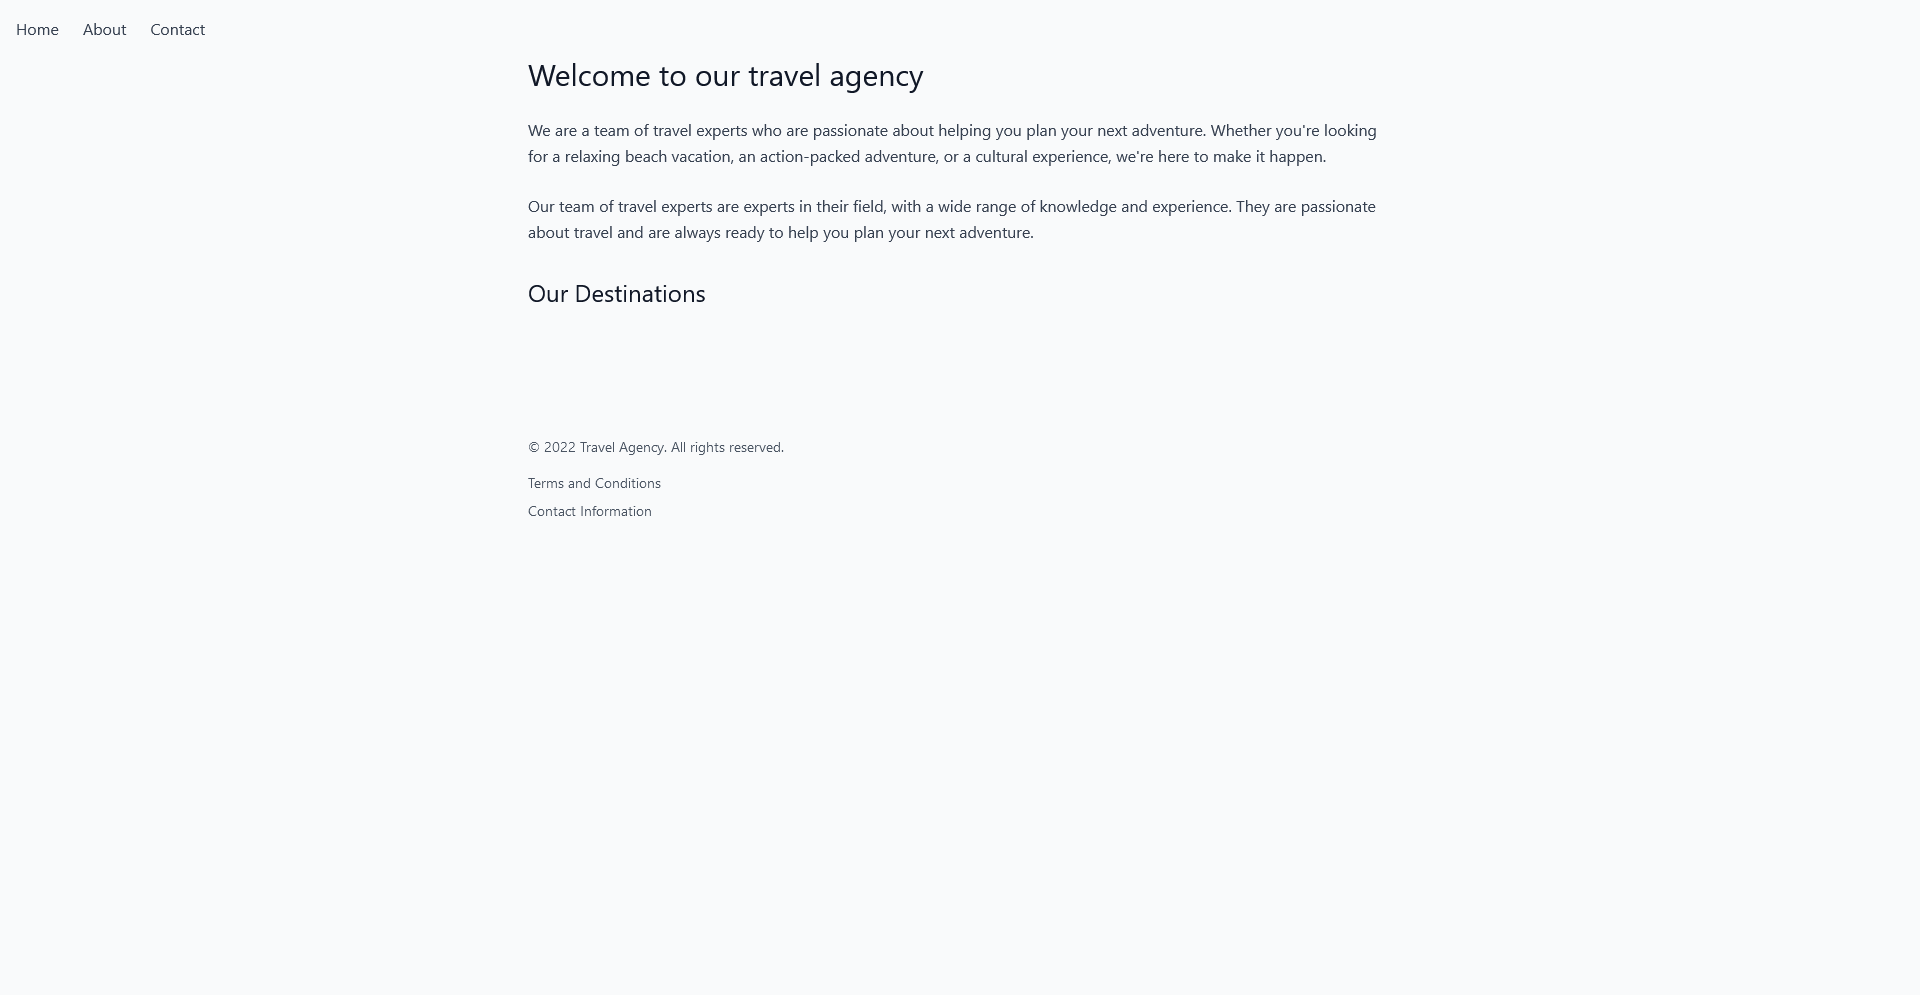 Home About Contact
Welcome to our travel agency
We are a team of travel experts who are passionate about helping you plan your next adventure. Whether you're looking
for a relaxing beach vacation, an action-packed adventure, or a cultural experience, we're here to make it happen.
Our team of travel experts are experts in their field, with a wide range of knowledge and experience. They are passionate
about travel and are always ready to help you plan your next adventure.
Our Destinations
© 2022 Travel Agency. All rights reserved.
Terms and Conditions
Contact Information